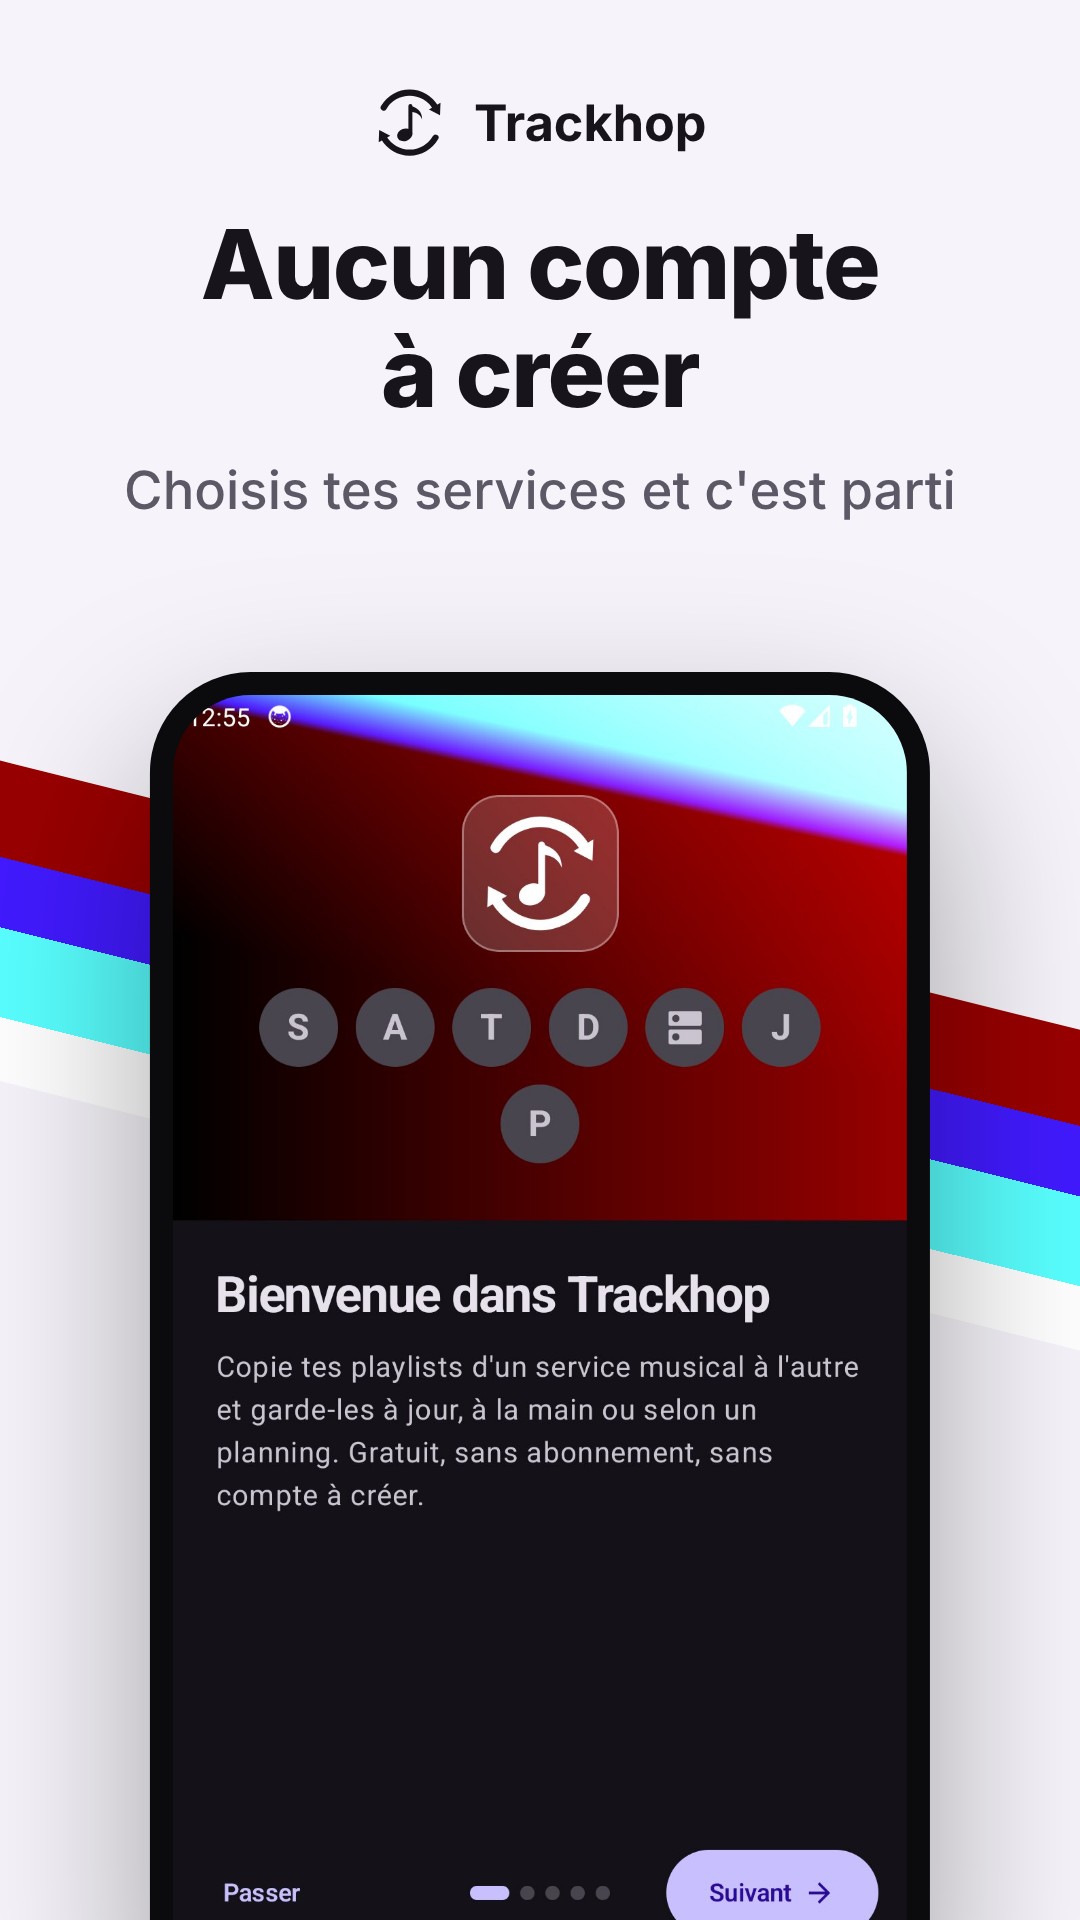 Trackhop
Aucun compte
à créer
Choisis tes services et c'est parti
12:55
S A T D J
P
Bienvenue dans Trackhop
Copie tes playlists d'un service musical à l'autre
et garde-les à jour, à la main ou selon un
planning. Gratuit, sans abonnement, sans
compte à créer.
Passer
Suivant